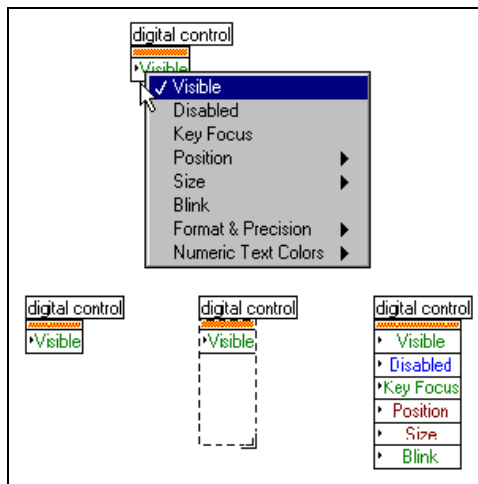 digital control
Visible
Visible
Disabled
Key Focus
Position
Size
Blink
Format & Precision
Numeric Text Colors
digital control
Visible
digital control
Visible
digital control
Visible
Disabled
Key Focus
Position
Size
Blink